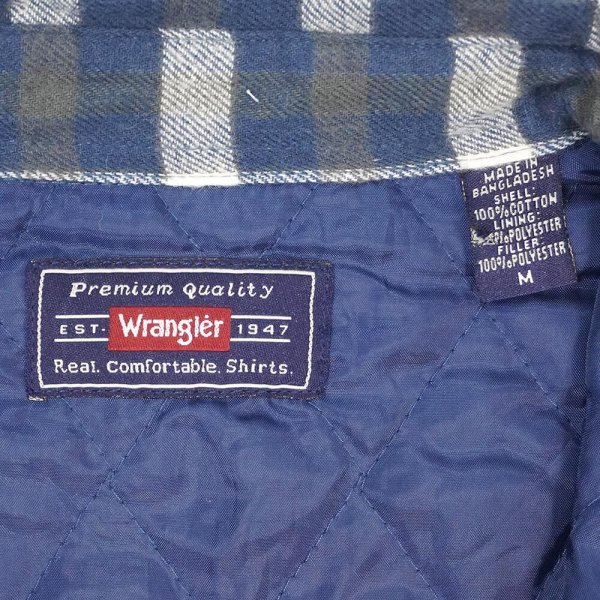 Premium Quality
EST- Wrangler 1947
Real. Comfortable. Shirts.
MADE IN
BANGLADESH
SHELL:
100%COTTON
LINING:
%POLYESTER
FILLER:
100%POLYESTER
M